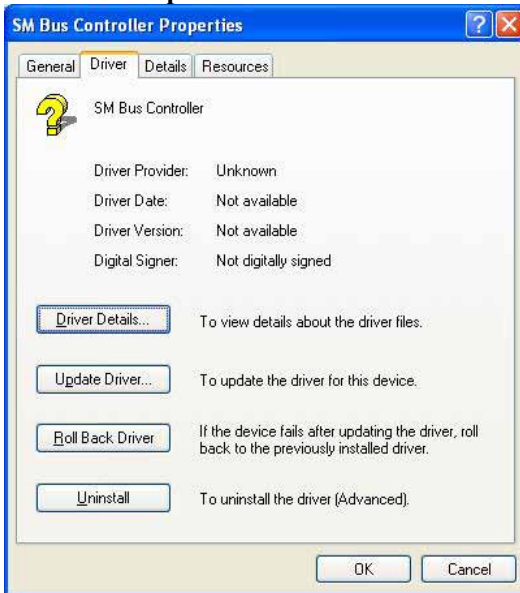 SM Bus Controller Properties
General Driver Details Resources
SM Bus Controller
Driver Provider: Unknown
Driver Date: Not available
Driver Version: Not available
Digital Signer: Not digitally signed
Driver Details... To view details about the driver files.
Update Driver... To update the driver for this device.
Roll Back Driver If the device fails after updating the driver, roll
back to the previously installed driver.
Uninstall To uninstall the driver (Advanced).
OK Cancel